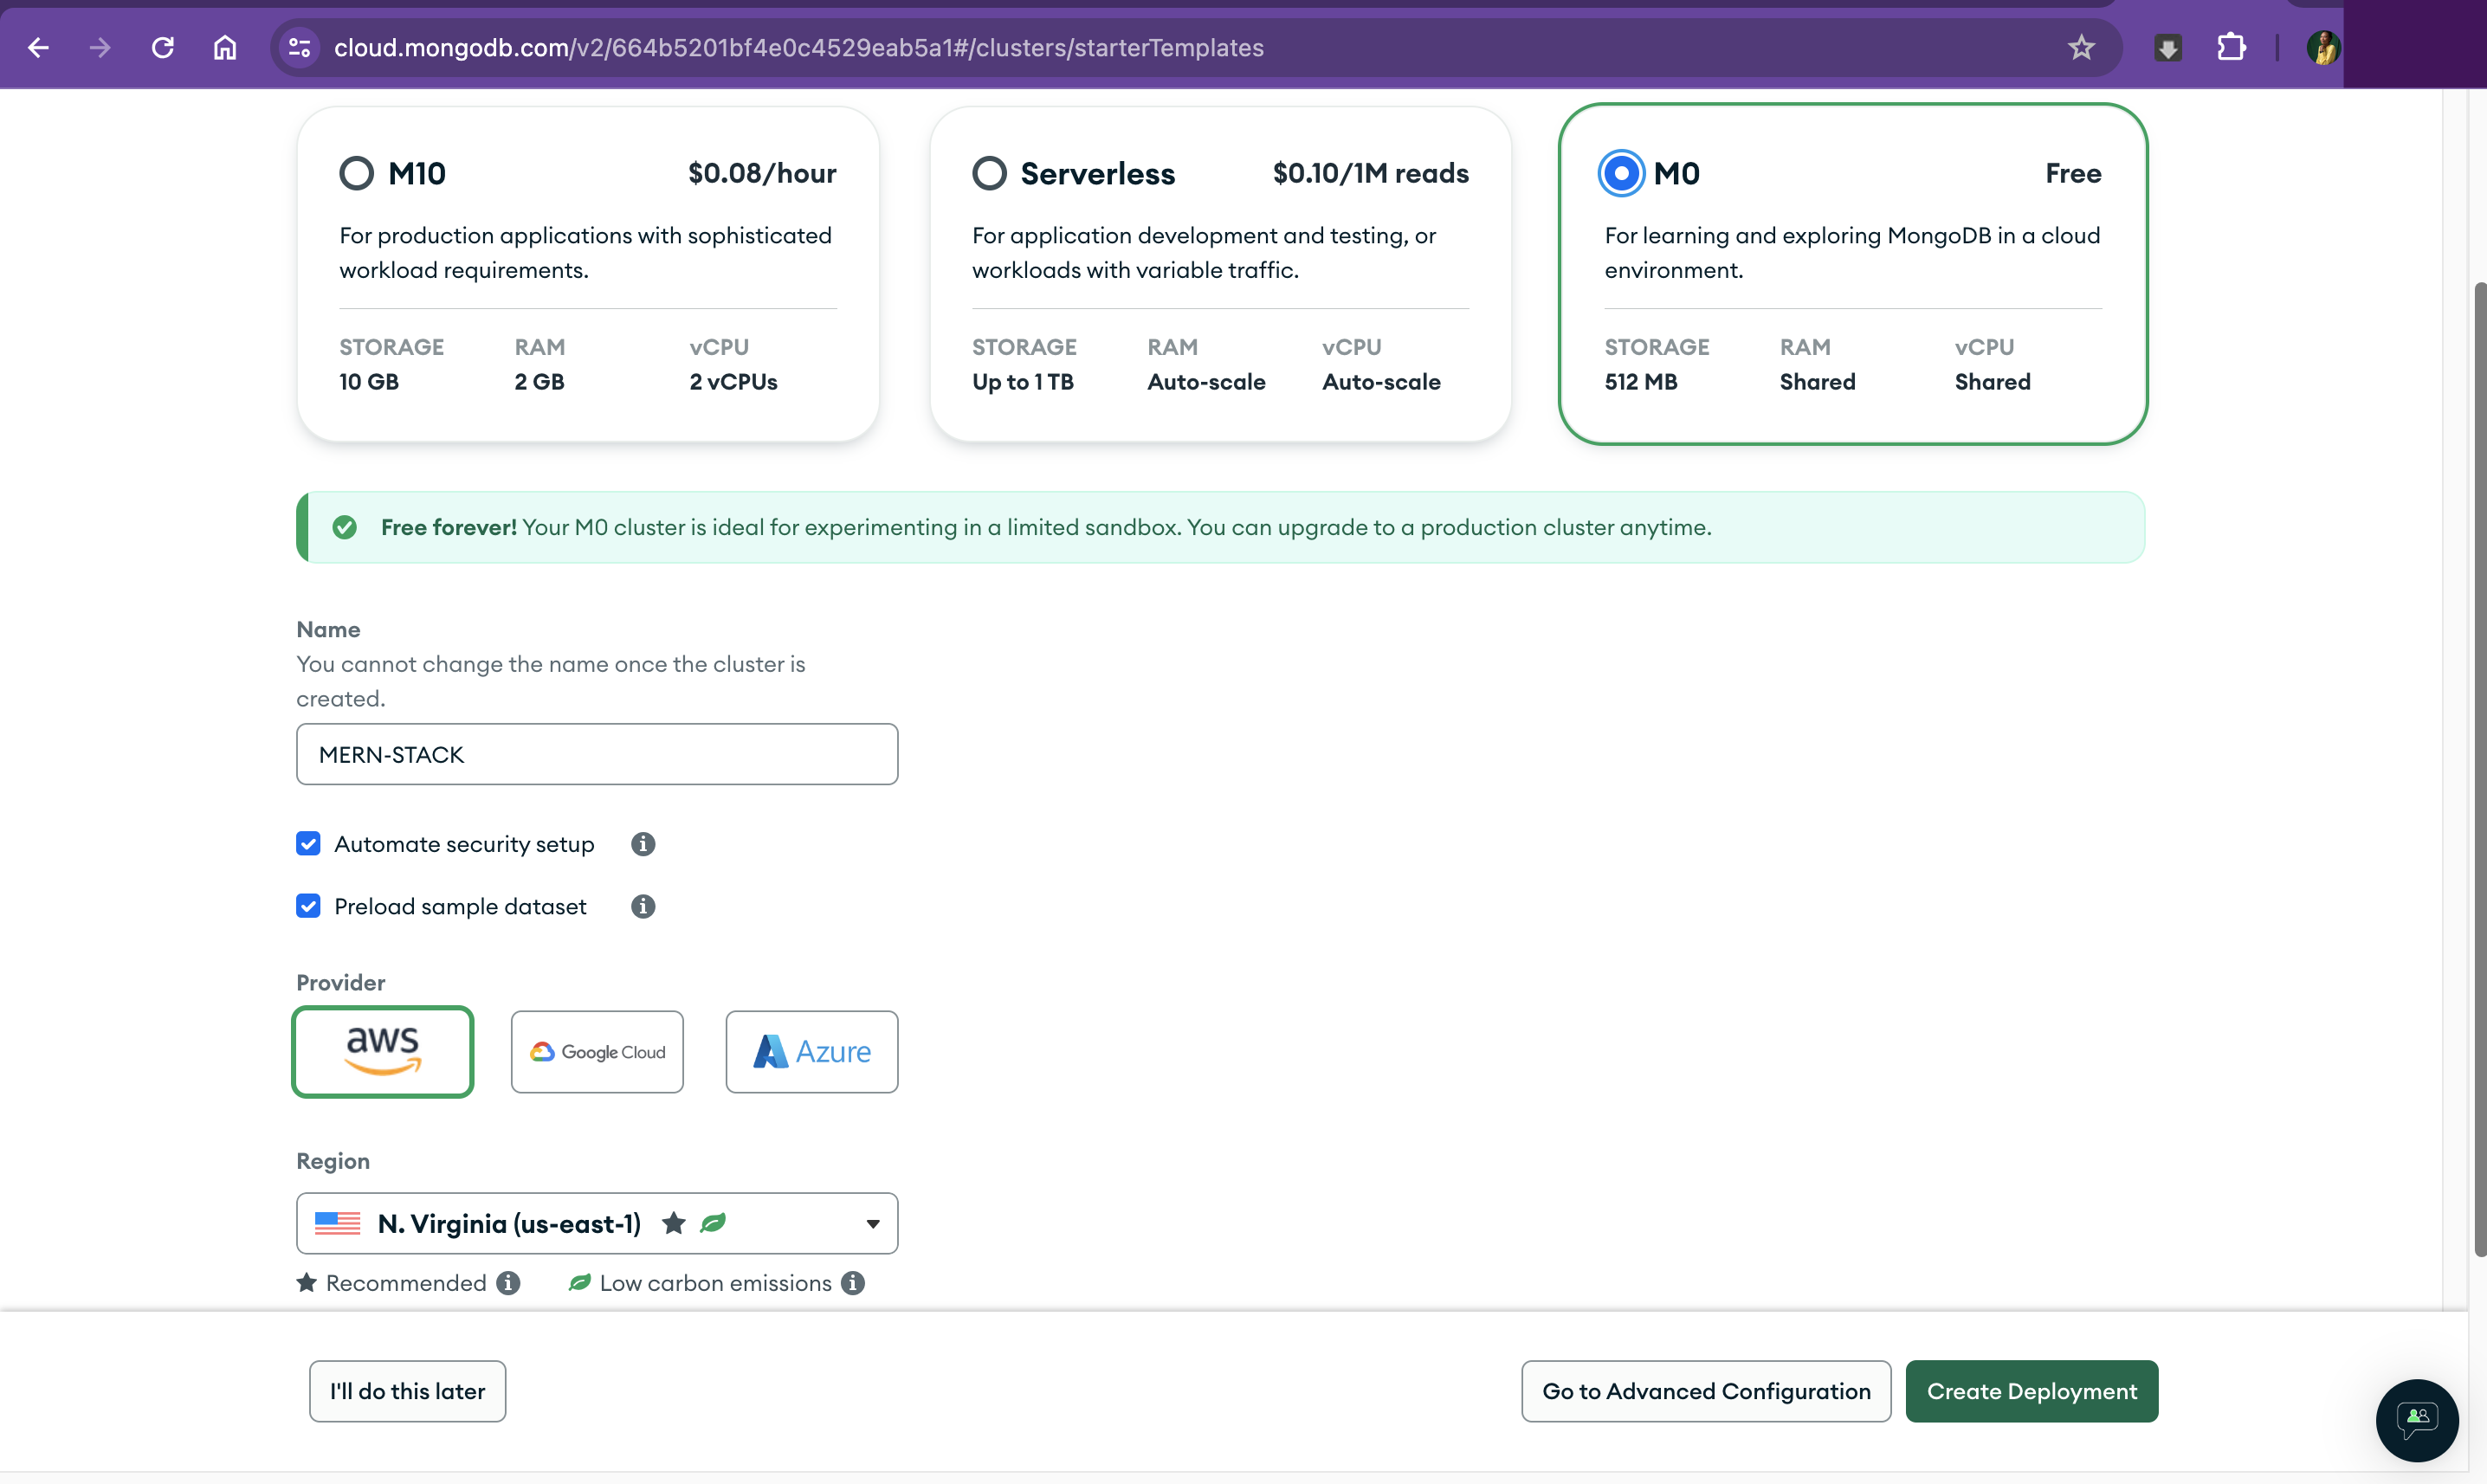 cloud.mongodb.com/v2/664b5201bf4e0c4529eab5a1#/clusters/starterTemplates
M10 $0.08/hour
For production applications with sophisticated
workload requirements.
STORAGE RAM vCPU
10 GB 2 GB 2 vCPUs
Serverless $0.10/1M reads
For application development and testing, or
workloads with variable traffic.
STORAGE RAM vCPU
Up to 1 TB Auto-scale Auto-scale
M0 Free
For learning and exploring MongoDB in a cloud
environment.
STORAGE RAM vCPU
512 MB Shared Shared
Free forever! Your M0 cluster is ideal for experimenting in a limited sandbox. You can upgrade to a production cluster anytime.
Name
You cannot change the name once the cluster is
created.
MERN-STACK
Automate security setup
Preload sample dataset
Provider
aws Google Cloud Azure
Region
N. Virginia (us-east-1)
Recommended Low carbon emissions
I'll do this later Go to Advanced Configuration Create Deployment